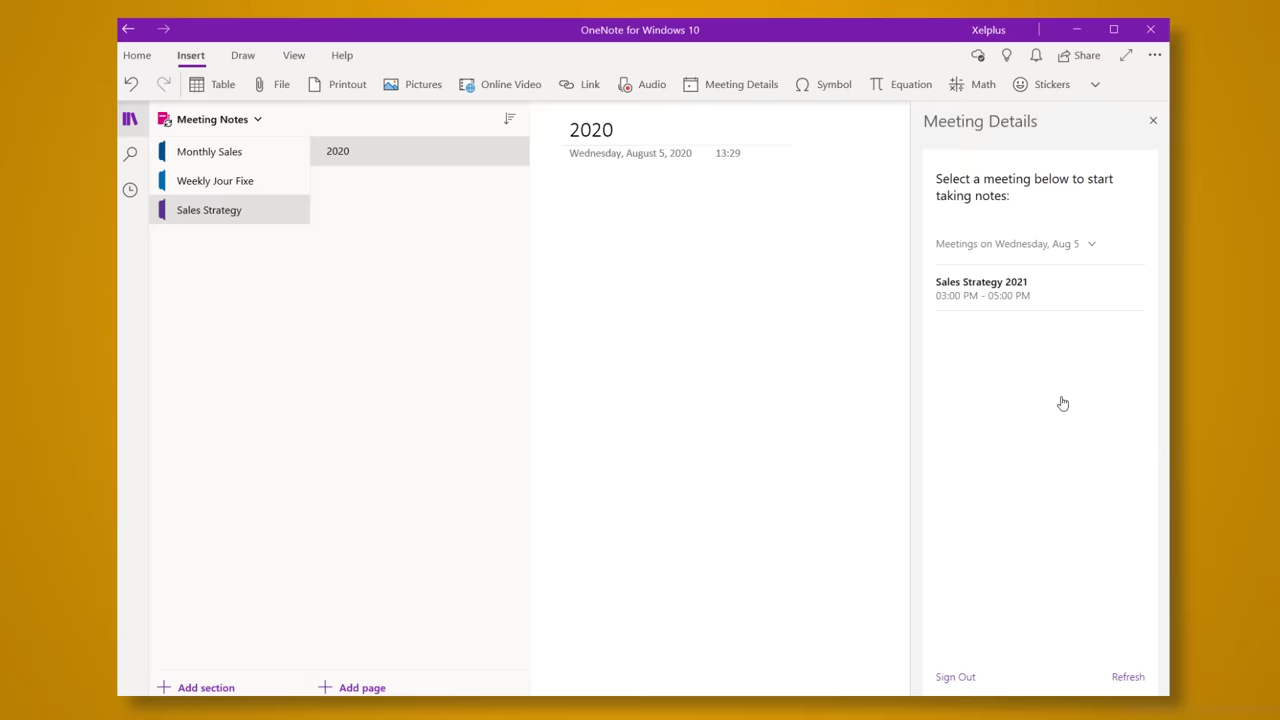 OneNote for Windows 10
Xelplus
Home
Insert
Draw
View
Help
Share
Table
File
Printout
Pictures
Online Video
Link
Audio
Meeting Details
Symbol
Equation
Math
Stickers
Meeting Notes
Monthly Sales
Weekly Jour Fixe
Sales Strategy
Add section
2020
Add page
2020
Wednesday, August 5, 2020 13:29
Meeting Details
Select a meeting below to start
taking notes:
Meetings on Wednesday, Aug 5
Sales Strategy 2021
03:00 PM - 05:00 PM
Sign Out
Refresh